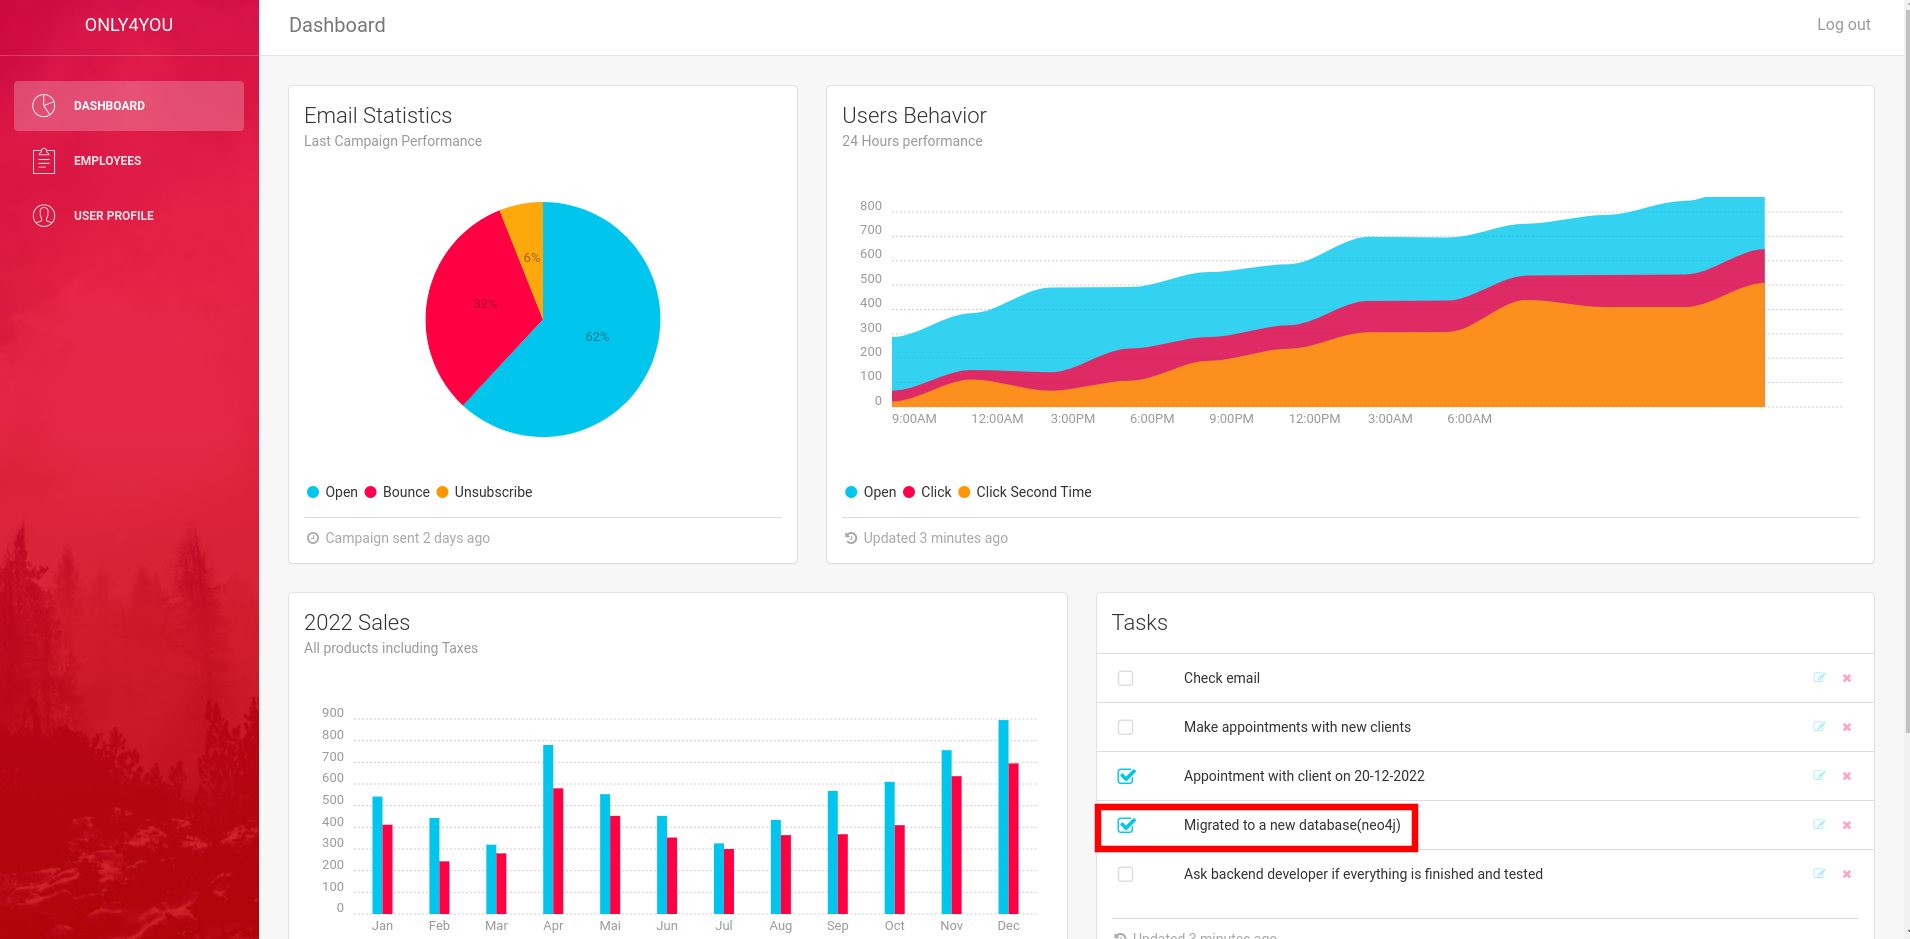 ONLY4YOU
DASHBOARD
EMPLOYEES
USER PROFILE
Dashboard
Log out
Email Statistics
Last Campaign Performance
6%
32%
62%
Open Bounce Unsubscribe
Campaign sent 2 days ago
Users Behavior
24 Hours performance
800
700
600
500
400
300
200
100
0
9:00AM 12:00AM 3:00PM 6:00PM 9:00PM 12:00PM 3:00AM 6:00AM
Open Click Click Second Time
Updated 3 minutes ago
2022 Sales
All products including Taxes
900
800
700
600
500
400
300
200
100
0
Jan Feb Mar Apr Mai Jun Jul Aug Sep Oct Nov Dec
Tasks
Check email
Make appointments with new clients
Appointment with client on 20-12-2022
Migrated to a new database(neo4j)
Ask backend developer if everything is finished and tested
Updated 3 minutes ago